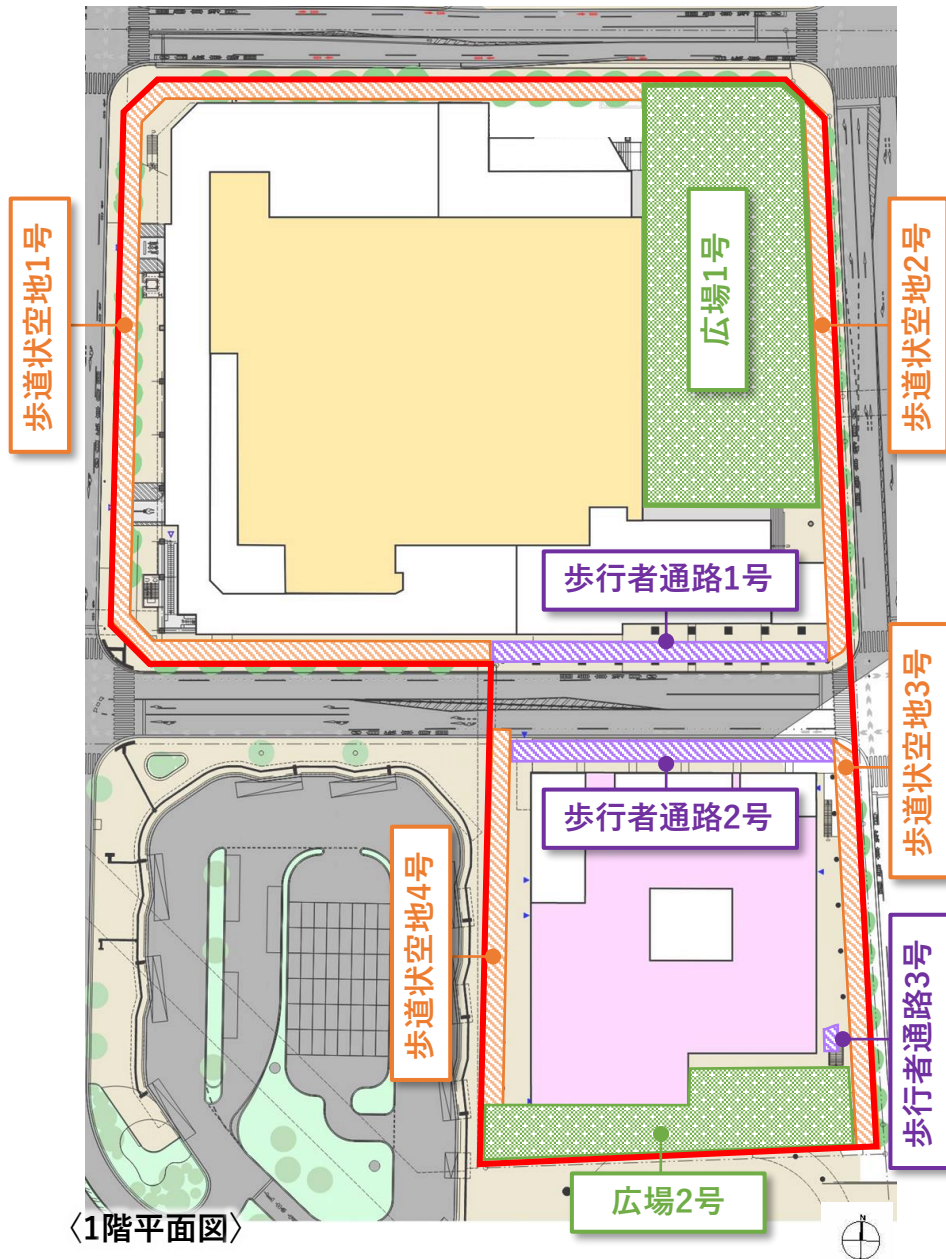 歩道状空地1号
広場1号
歩道状空地2号
歩行者通路1号
歩道状空地3号
歩行者通路2号
歩道状空地4号
歩行者通路3号
広場2号
〈1階平面図〉
N